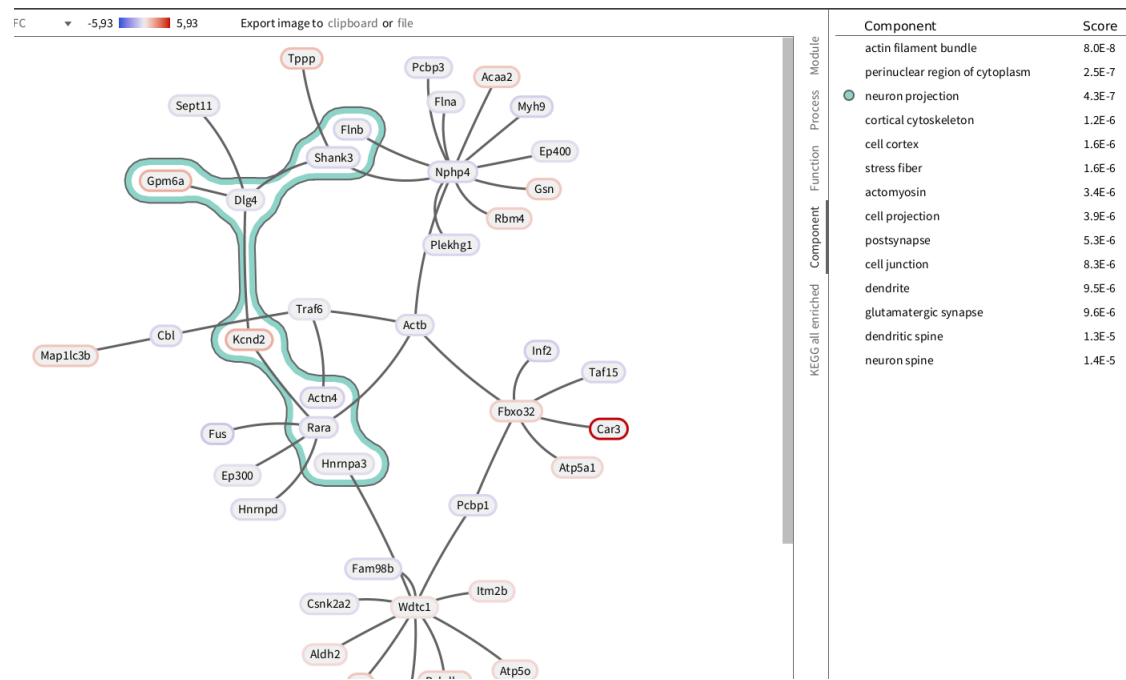 FC -5,93 5,93 Export image to clipboard or file
Component Score
actin filament bundle 8.0E-8
perinuclear region of cytoplasm 2.5E-7
neuron projection 4.3E-7
cortical cytoskeleton 1.2E-6
cell cortex 1.6E-6
stress fiber 1.6E-6
actomyosin 3.4E-6
cell projection 3.9E-6
postsynapse 5.3E-6
cell junction 8.3E-6
dendrite 9.5E-6
glutamatergic synapse 9.6E-6
dendritic spine 1.3E-5
neuron spine 1.4E-5
Module
Process
Function
Component
KEGG all enriched
Tppp
Pcbp3
Acaa2
Sept11
Flna
Myh9
Flnb
Shank3
Ep400
Nphp4
Gpm6a
Gsn
Dlg4
Rbm4
Plekhg1
Traf6
Actb
Cbl
Kcnd2
Map1lc3b
Inf2
Taf15
Actn4
Fbxo32
Rara
Car3
Fus
Hnrnpa3
Atp5a1
Ep300
Hnrnpd
Pcbp1
Fam98b
Itm2b
Csnk2a2
Wdtc1
Aldh2
Atp5o